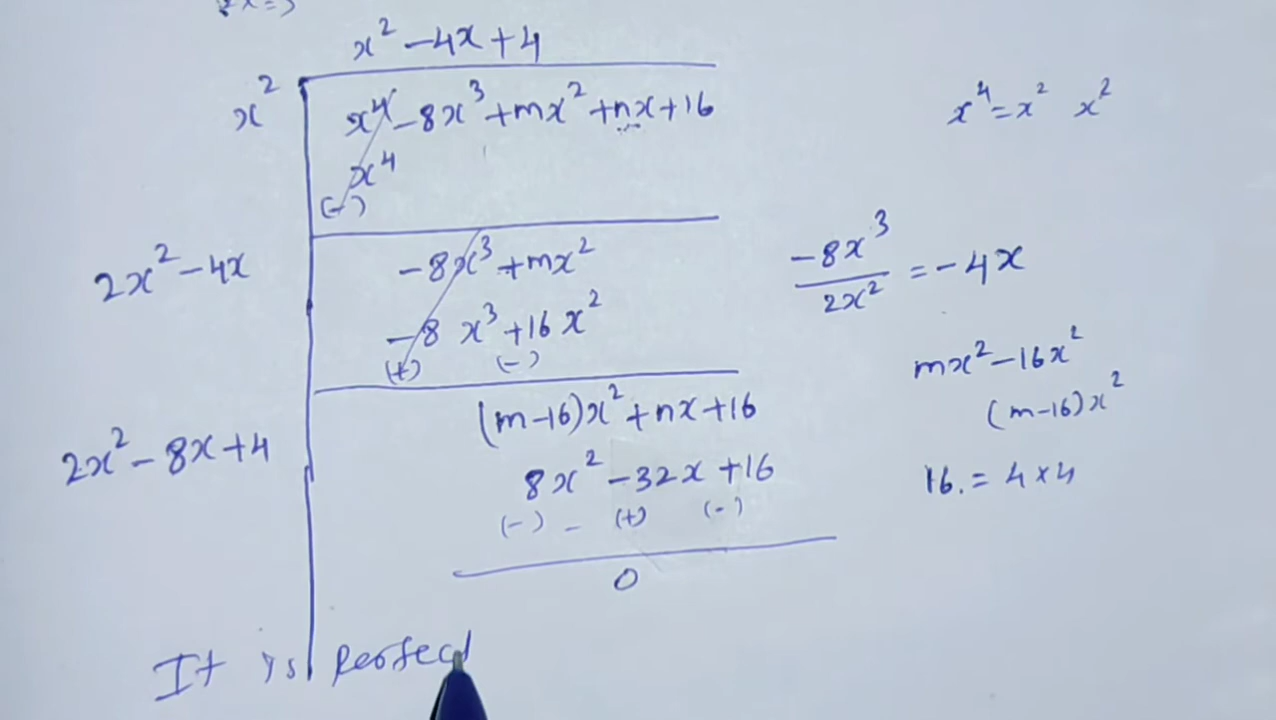 x² - 4x + 4
x² x⁴ - 8x³ + mx² + nx + 16
x⁴ = x² x²
x⁴
(-)
2x² - 4x -8x³ + mx²
-8x³ + 16x²
(+) (-)
-8x³/2x² = -4x
mx² - 16x²
(m-16)x²
2x² - 8x + 4 (m-16)x² + nx + 16
8x² - 32x + 16
(-) - (+) (-)
16. = 4 × 4
0
It is perfect